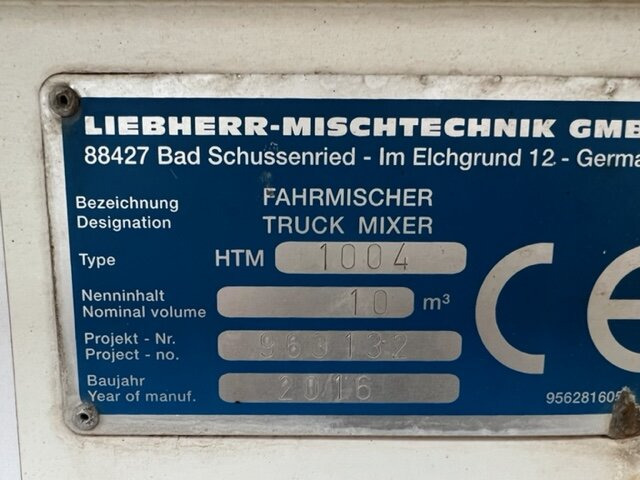 LIEBHERR-MISCHTECHNIK GMB
88427 Bad Schussenried - Im Elchgrund 12 - Germa
Bezeichnung FAHRMISCHER
Designation TRUCK MIXER
Type HTM 1004
Nenninhalt
Nominal volume 10 m³
Projekt - Nr.
Project - no. 960132
Baujahr
Year of manuf. 2016
CE
95628160